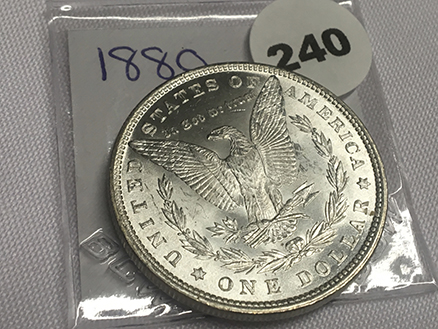 1880
240
UNITED STATES OF AMERICA
In God we trust
ONE DOLLAR